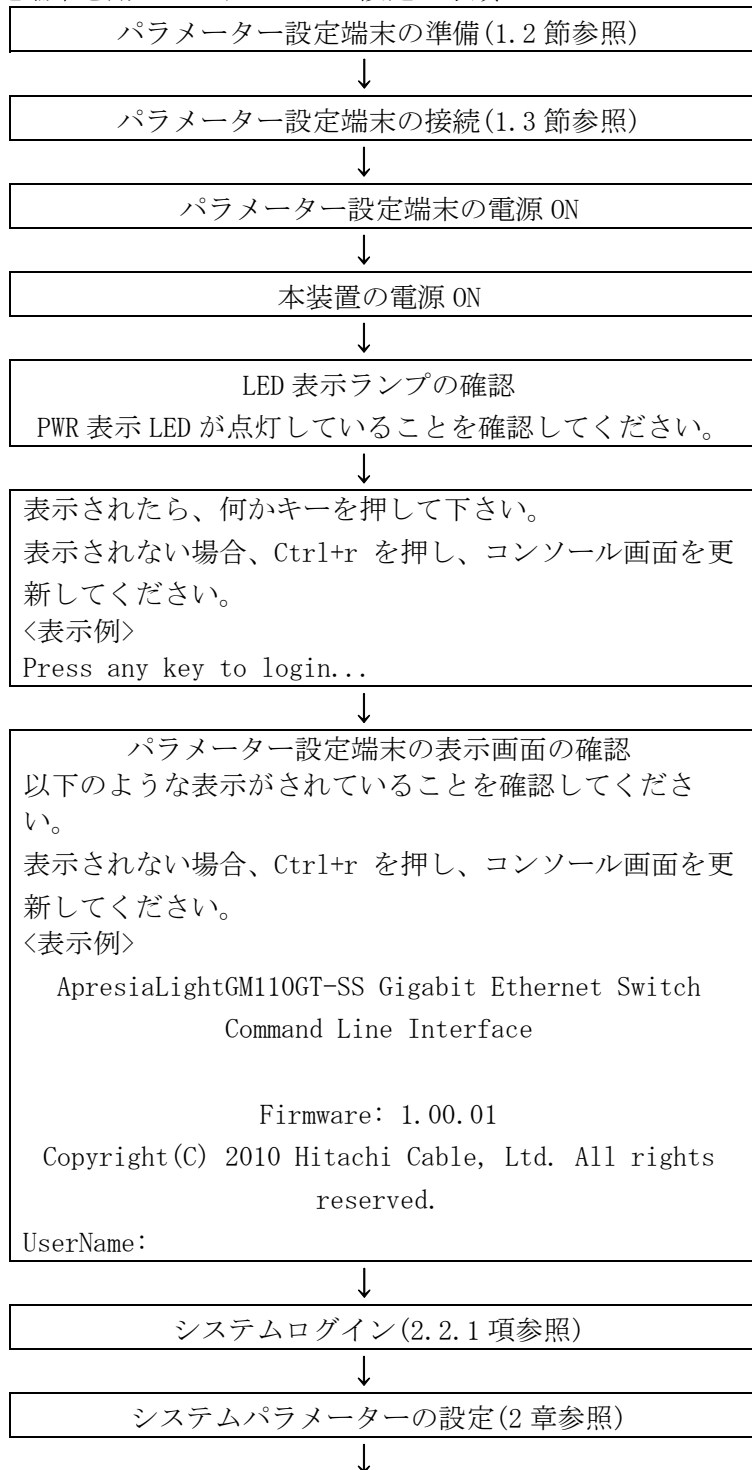 パラメーター設定端末の準備(1.2 節参照)
↓
パラメーター設定端末の接続(1.3 節参照)
↓
パラメーター設定端末の電源 ON
↓
本装置の電源 ON
↓
LED 表示ランプの確認
PWR 表示 LED が点灯していることを確認してください。
↓
表示されたら、何かキーを押して下さい。
表示されない場合、Ctrl+r を押し、コンソール画面を更
新してください。
<表示例>
Press any key to login...
↓
パラメーター設定端末の表示画面の確認
以下のような表示がされていることを確認してくださ
い。
表示されない場合、Ctrl+r を押し、コンソール画面を更
新してください。
<表示例>
ApresiaLightGM110GT-SS Gigabit Ethernet Switch
Command Line Interface
Firmware: 1.00.01
Copyright(C) 2010 Hitachi Cable, Ltd. All rights
reserved.
UserName:
↓
システムログイン(2.2.1 項参照)
↓
システムパラメーターの設定(2 章参照)
↓